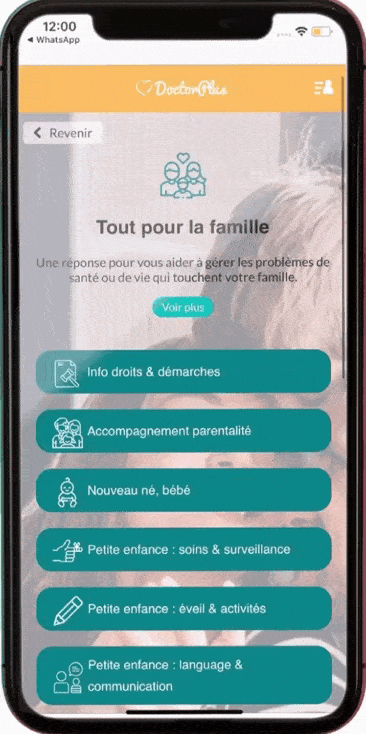 12:00
◀ WhatsApp
DoctorPlus
Revenir
Tout pour la famille
Une réponse pour vous aider à gérer les problèmes de
santé ou de vie qui touchent votre famille.
Voir plus
Info droits & démarches
Accompagnement parentalité
Nouveau né, bébé
Petite enfance : soins & surveillance
Petite enfance : éveil & activités
Petite enfance : language &
communication